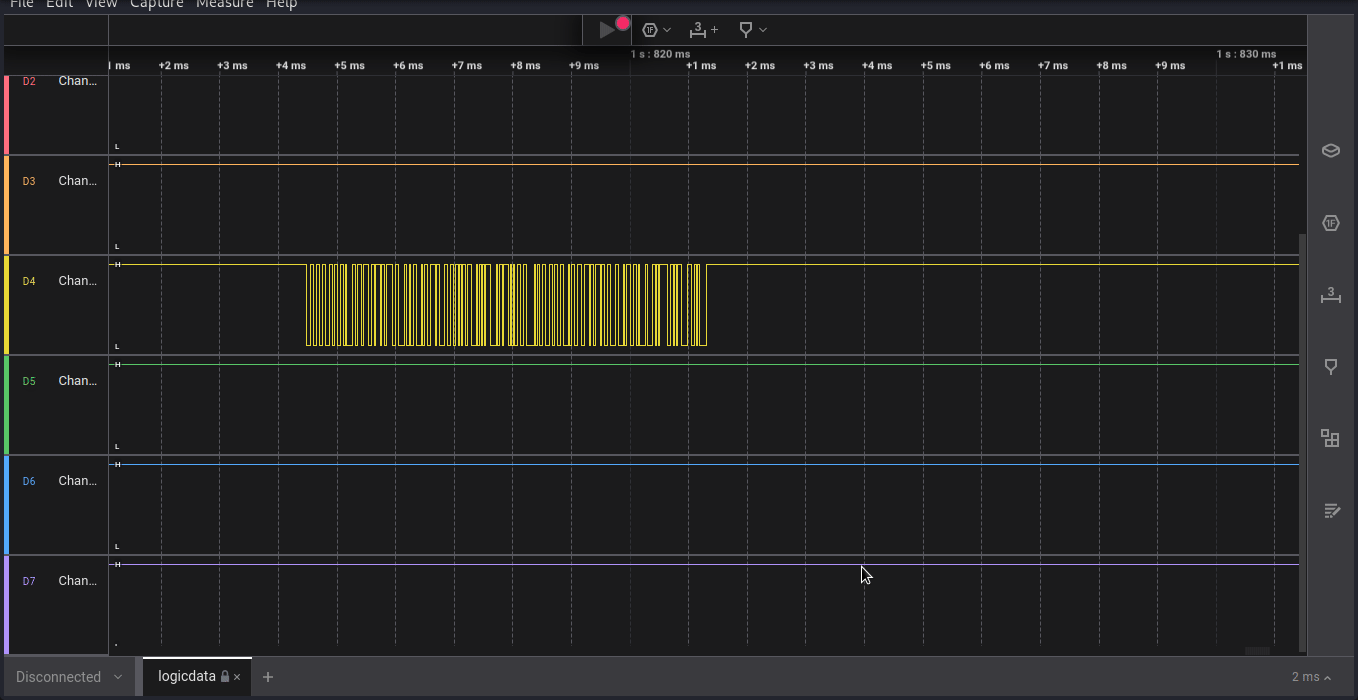 File Edit View Capture Measure Help
1F 3 +
1 s : 820 ms 1 s : 830 ms
ms +2 ms +3 ms +4 ms +5 ms +6 ms +7 ms +8 ms +9 ms +1 ms +2 ms +3 ms +4 ms +5 ms +6 ms +7 ms +8 ms +9 ms +1 ms
D2 Chan...
L
H
D3 Chan...
L
H
D4 Chan...
L
H
D5 Chan...
L
H
D6 Chan...
L
H
D7 Chan...
1F
3
Disconnected logicdata × + 2 ms